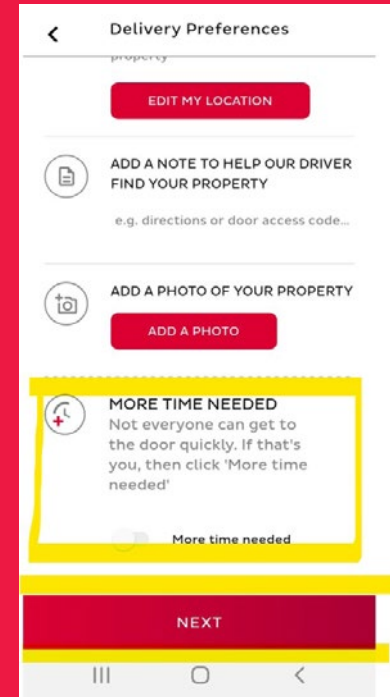 Delivery Preferences
property
EDIT MY LOCATION
ADD A NOTE TO HELP OUR DRIVER
FIND YOUR PROPERTY
e.g. directions or door access code...
ADD A PHOTO OF YOUR PROPERTY
ADD A PHOTO
MORE TIME NEEDED
Not everyone can get to
the door quickly. If that's
you, then click 'More time
needed'
More time needed
NEXT